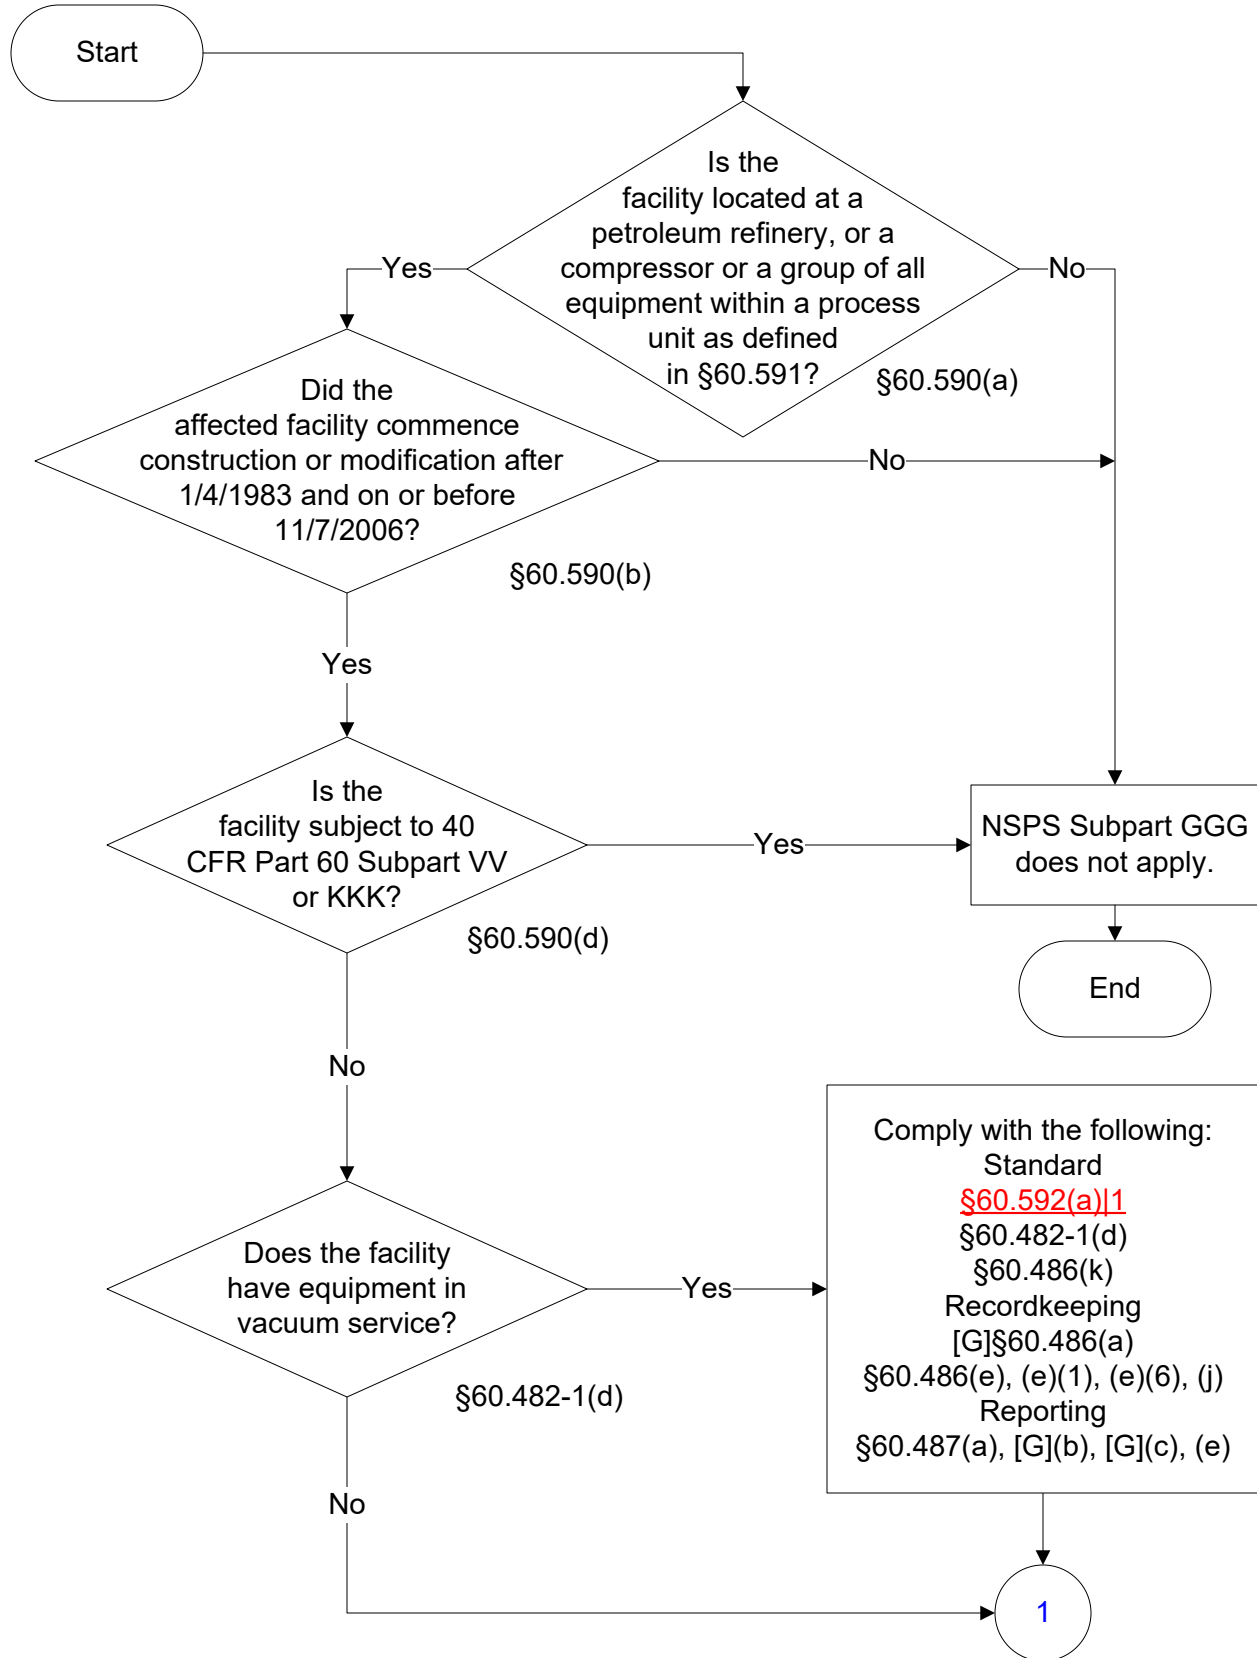 Start
Is the
facility located at a
petroleum refinery, or a
compressor or a group of all
equipment within a process
unit as defined
in §60.591?
§60.590(a)
Yes
No
Did the
affected facility commence
construction or modification after
1/4/1983 and on or before
11/7/2006?
§60.590(b)
No
Yes
Is the
facility subject to 40
CFR Part 60 Subpart VV
or KKK?
§60.590(d)
Yes
NSPS Subpart GGG
does not apply.
End
No
Does the facility
have equipment in
vacuum service?
§60.482-1(d)
Yes
Comply with the following:
Standard
§60.592(a)|1
§60.482-1(d)
§60.486(k)
Recordkeeping
[G]§60.486(a)
§60.486(e), (e)(1), (e)(6), (j)
Reporting
§60.487(a), [G](b), [G](c), (e)
No
1